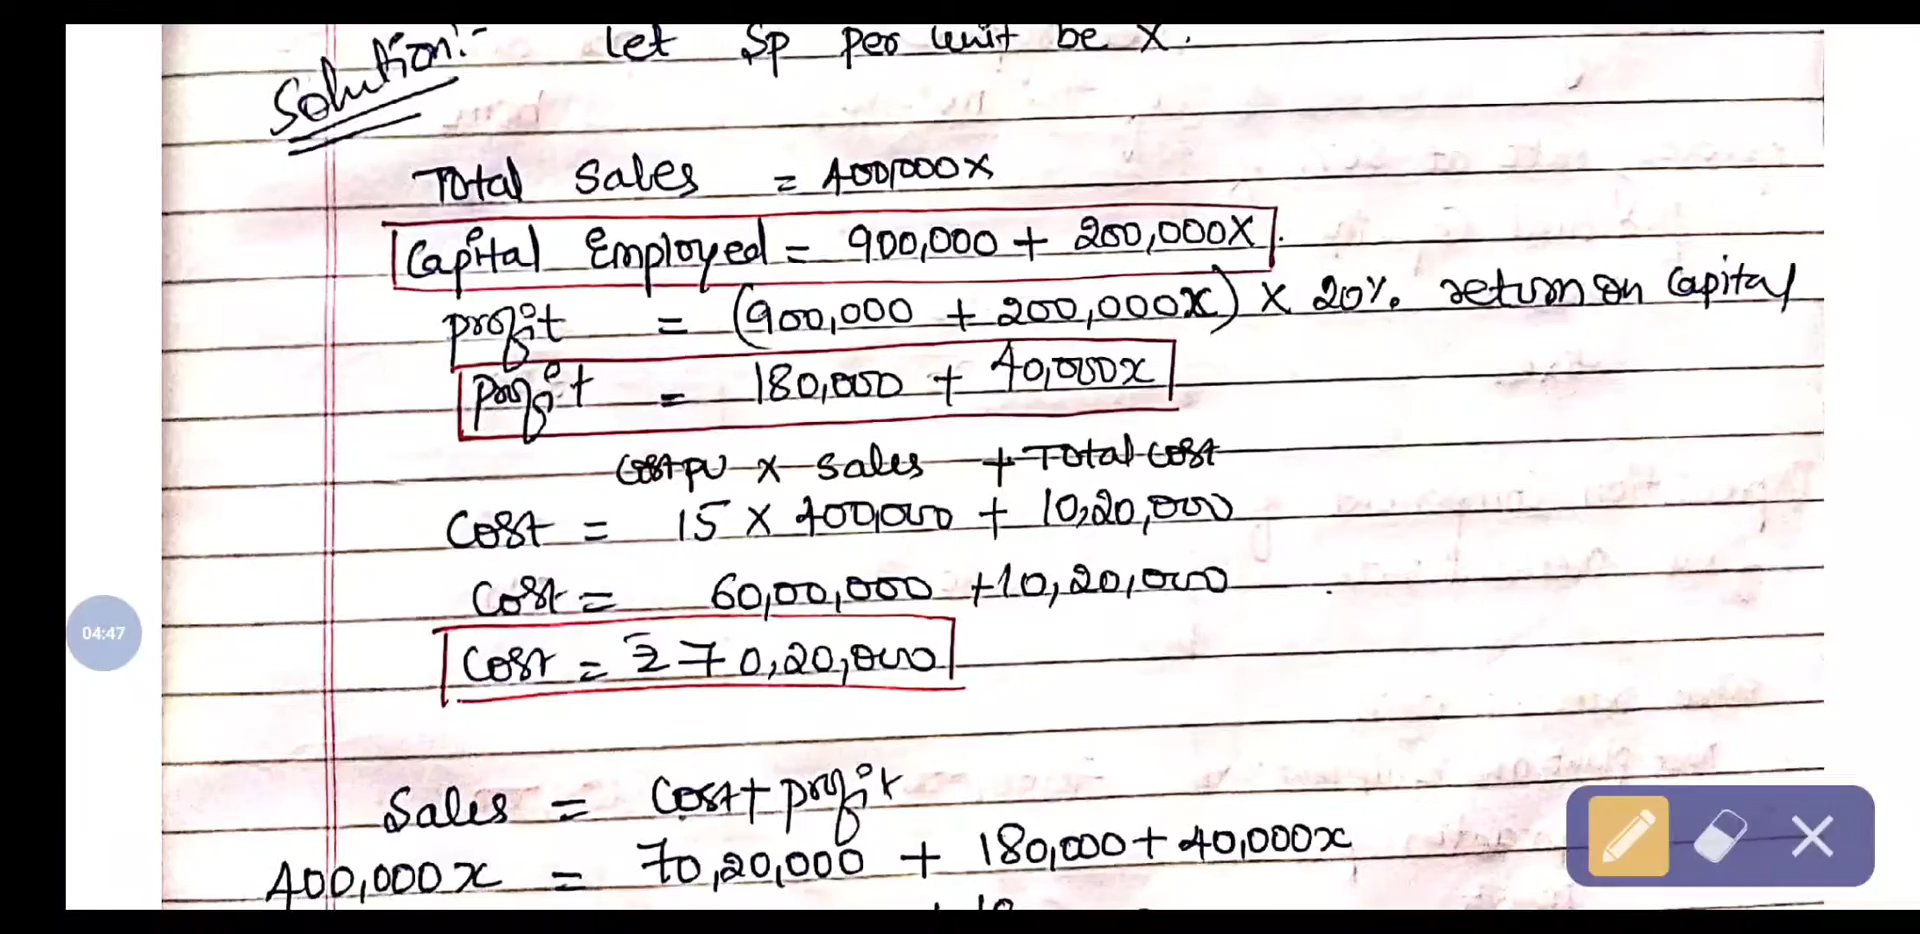 Solution:- let Sp per unit be X.
Total Sales = 400,000X
Capital Employed = 900,000 + 200,000X.
profit = (900,000 + 200,000x) X 20% return on Capital
profit = 180,000 + 40,000x
Cost pu X sales + Total cost
Cost = 15 X 400,000 + 10,20,000
Cost = 60,00,000 + 10,20,000
Cost = ₹ 70,20,000
04:47
Sales = Cost + profit
400,000x = 70,20,000 + 180,000 + 40,000x